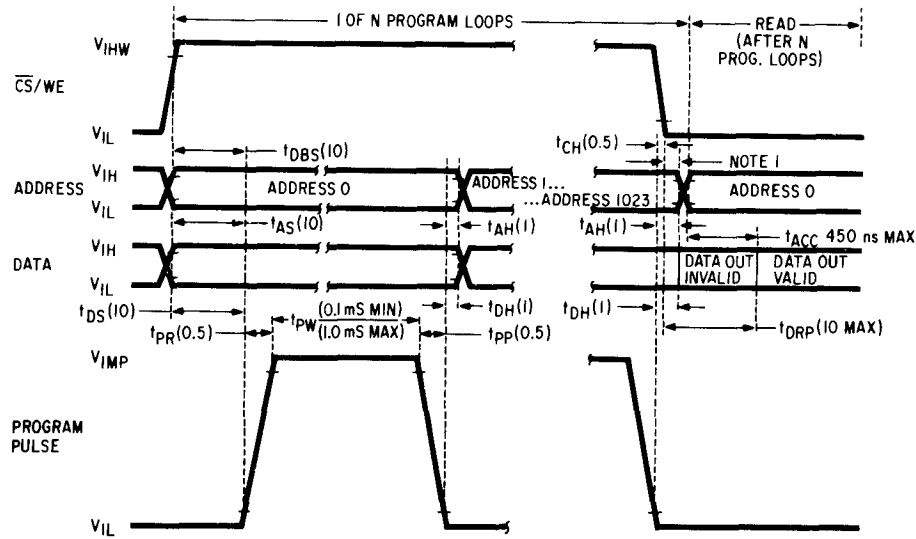 1 OF N PROGRAM LOOPS
READ
(AFTER N
PROG. LOOPS)
VIHW
CS/WE
VIL
tDBS(10)
tCH(0.5)
NOTE 1
VIH
ADDRESS
VIL
ADDRESS 0
ADDRESS 1...
...ADDRESS 1023
ADDRESS 0
tAS(10)
tAH(1)
tAH(1)
tACC 450 ns MAX
VIH
DATA
VIL
DATA OUT
INVALID
DATA OUT
VALID
tDS(10)
tDH(1)
tDH(1)
tPR(0.5)
tPW (0.1 mS MIN)
(1.0 mS MAX)
tPP(0.5)
tDRP(10 MAX)
VIMP
PROGRAM
PULSE
VIL